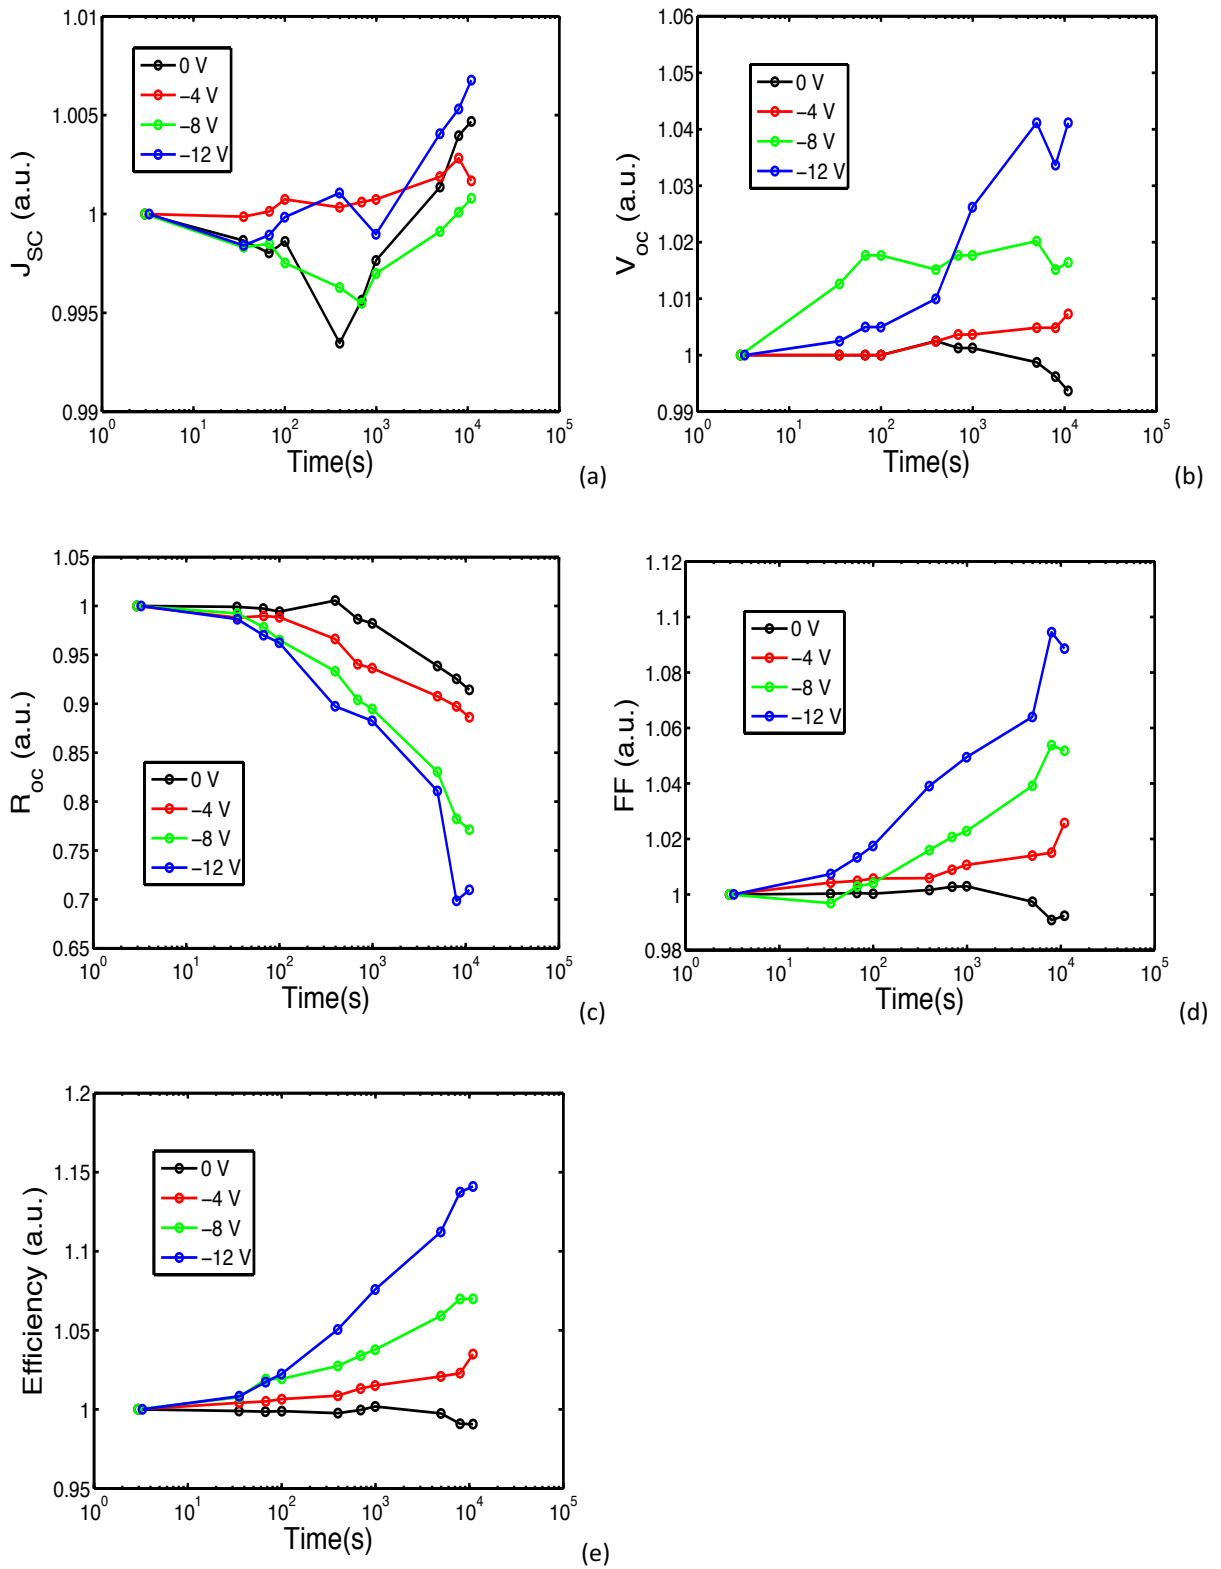 1.01
1.005
1
0.995
0.99
J_SC (a.u.)
0 V
−4 V
−8 V
−12 V
10^0 10^1 10^2 10^3 10^4 10^5
Time(s)
(a)
1.06
1.05
1.04
1.03
1.02
1.01
1
0.99
V_oc (a.u.)
0 V
−4 V
−8 V
−12 V
10^0 10^1 10^2 10^3 10^4 10^5
Time(s)
(b)
1.05
1
0.95
0.9
0.85
0.8
0.75
0.7
0.65
R_oc (a.u.)
0 V
−4 V
−8 V
−12 V
10^0 10^1 10^2 10^3 10^4 10^5
Time(s)
(c)
1.12
1.1
1.08
1.06
1.04
1.02
1
0.98
FF (a.u.)
0 V
−4 V
−8 V
−12 V
10^0 10^1 10^2 10^3 10^4 10^5
Time(s)
(d)
1.2
1.15
1.1
1.05
1
0.95
Efficiency (a.u.)
0 V
−4 V
−8 V
−12 V
10^0 10^1 10^2 10^3 10^4 10^5
Time(s)
(e)